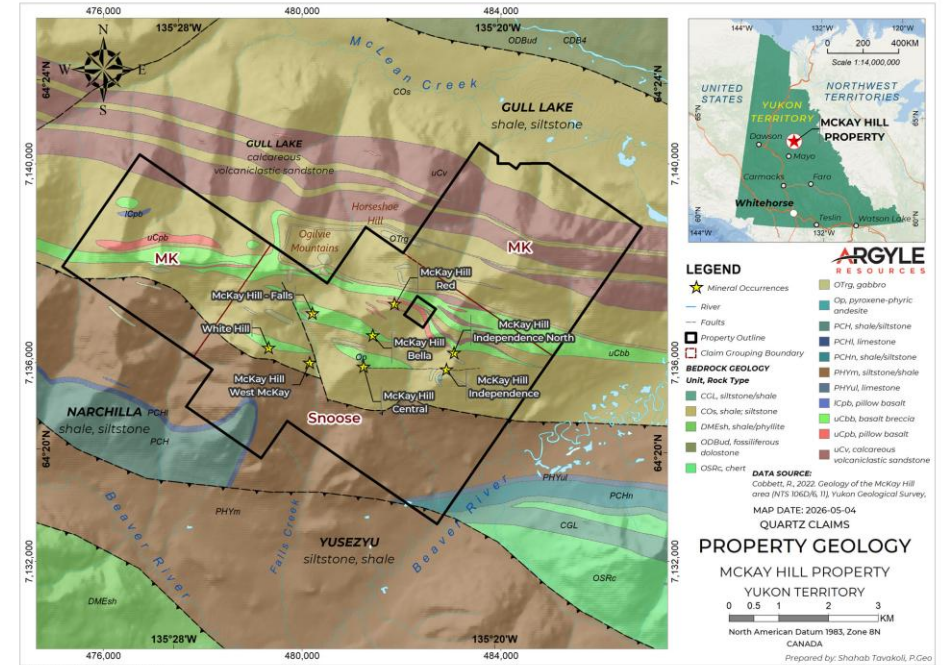 476,000
480,000
484,000
135°28'W
135°20'W
64°24'N
64°24'N
7,140,000
7,140,000
7,136,000
7,136,000
7,132,000
7,132,000
64°20'N
64°20'N
N
W
E
S
McLean Creek
ODBud
CDB4
COs
GULL LAKE
shale, siltstone
GULL LAKE
calcareous
volcaniclastic sandstone
uCv
Horseshoe
Hill
Ogilvie
Mountains
OTrg
lCpb
uCpb
MK
MK
McKay Hill
Red
McKay Hill - Falls
White Hill
McKay Hill
Bella
McKay Hill
Independence North
McKay Hill
West McKay
Op
McKay Hill
Central
McKay Hill
Independence
uCbb
Snoose
NARCHILLA
shale, siltstone
PCHl
PCH
PHYul
PCHn
CGL
PHYm
YUSEZYU
siltstone, shale
OSRc
DMEsh
Beaver River
Falls Creek
Beaver River
476,000
480,000
484,000
135°28'W
135°20'W
144°W
132°W
120°W
0 200 400KM
Scale 1:14,000,000
UNITED
STATES
NORTHWEST
TERRITORIES
YUKON
TERRITORY
MCKAY HILL
PROPERTY
65°N
65°N
60°N
60°N
Dawson
Mayo
Carmacks
Faro
Whitehorse
Teslin
Watson Lake
144°W
132°W
ARGYLE
RESOURCES
LEGEND
Mineral Occurrences
River
Faults
Property Outline
Claim Grouping Boundary
BEDROCK GEOLOGY
Unit, Rock Type
CGL, siltstone/shale
COs, shale; siltstone
DMEsh, shale/phyllite
ODBud, fossiliferous
dolostone
OSRc, chert
OTrg, gabbro
Op, pyroxene-phyric
andesite
PCH, shale/siltstone
PCHl, limestone
PCHn, shale/siltstone
PHYm, siltstone/shale
PHYul, limestone
lCpb, pillow basalt
uCbb, basalt breccia
uCpb, pillow basalt
uCv, calcareous
volcaniclastic sandstone
DATA SOURCE:
Cobbett, R., 2022. Geology of the McKay Hill
area (NTS 106D/6, 11), Yukon Geological Survey,
MAP DATE: 2026-05-04
QUARTZ CLAIMS
PROPERTY GEOLOGY
MCKAY HILL PROPERTY
YUKON TERRITORY
0 0.5 1 2 3
KM
North American Datum 1983, Zone 8N
CANADA
Prepared by: Shahab Tavakoli, P.Geo